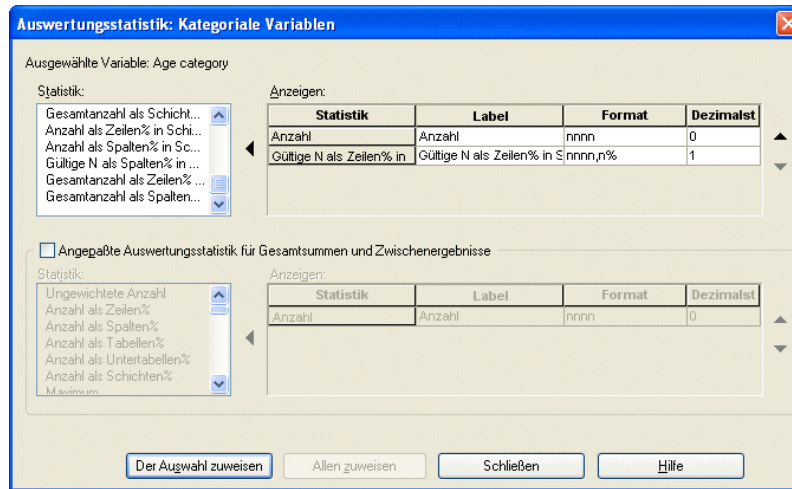 Auswertungsstatistik: Kategoriale Variablen
Ausgewählte Variable: Age category
Statistik:
Gesamtanzahl als Schicht...
Anzahl als Zeilen% in Schi...
Anzahl als Spalten% in Sc...
Gültige N als Spalten% in ...
Gesamtanzahl als Zeilen% ...
Gesamtanzahl als Spalten...
Anzeigen:
Statistik Label Format Dezimalst
Anzahl Anzahl nnnn 0
Gültige N als Zeilen% in Gültige N als Zeilen% in S nnnn,n% 1
Angepaßte Auswertungsstatistik für Gesamtsummen und Zwischenergebnisse
Statistik:
Ungewichtete Anzahl
Anzahl als Zeilen%
Anzahl als Spalten%
Anzahl als Tabellen%
Anzahl als Untertabellen%
Anzahl als Schichten%
Maximum
Anzeigen:
Statistik Label Format Dezimalst
Anzahl Anzahl nnnn 0
Der Auswahl zuweisen Allen zuweisen Schließen Hilfe